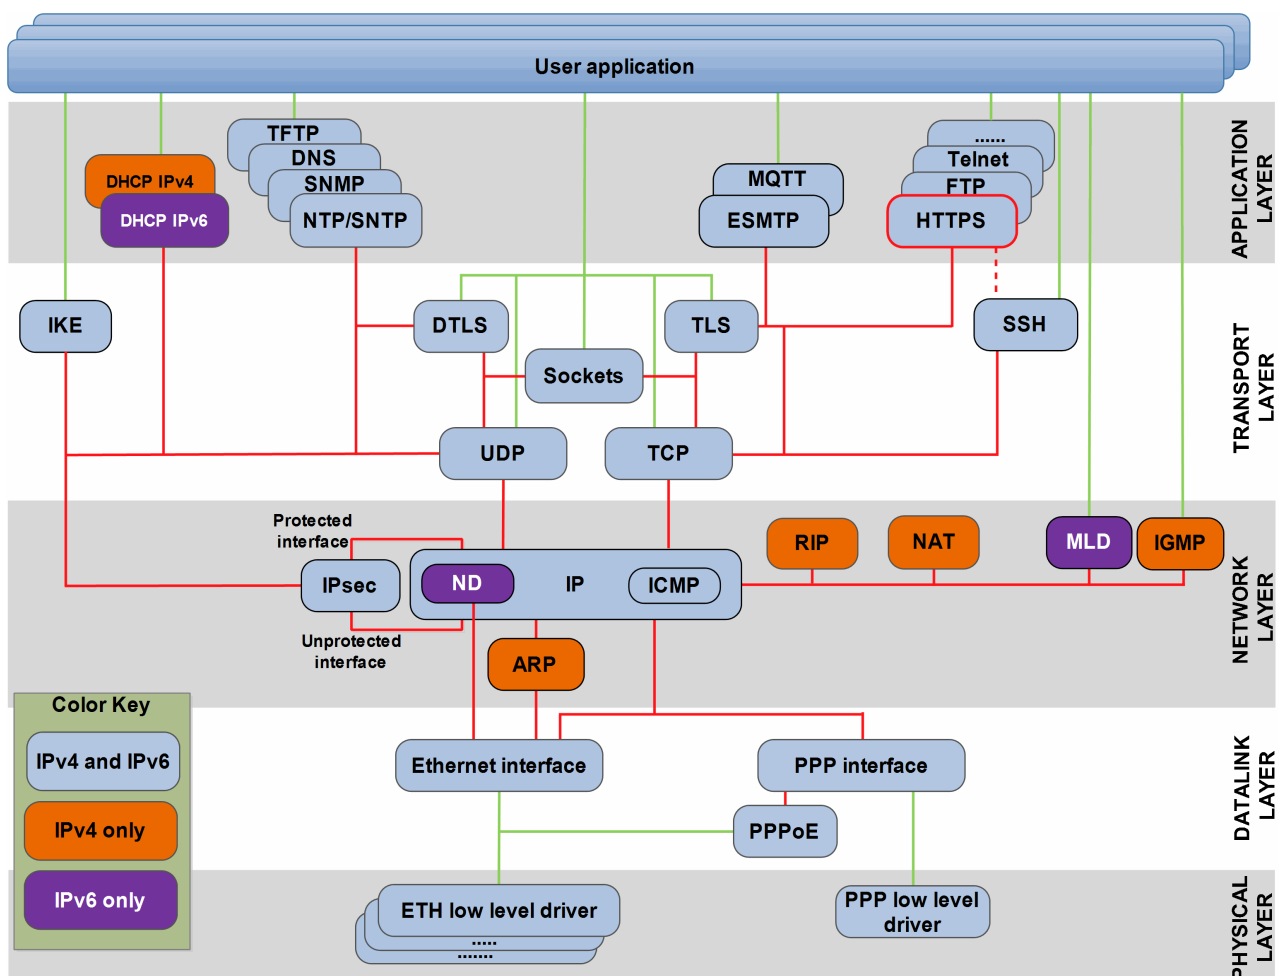 User application
TFTP
DNS
SNMP
NTP/SNTP
DHCP IPv4
DHCP IPv6
MQTT
ESMTP
......
Telnet
FTP
HTTPS
APPLICATION
LAYER
IKE
DTLS
TLS
SSH
Sockets
UDP
TCP
TRANSPORT
LAYER
Protected
interface
IPsec
Unprotected
interface
ND
IP
ICMP
ARP
RIP
NAT
MLD
IGMP
NETWORK
LAYER
Color Key
IPv4 and IPv6
IPv4 only
IPv6 only
Ethernet interface
PPP interface
PPPoE
DATALINK
LAYER
ETH low level driver
.....
.......
PPP low level
driver
PHYSICAL
LAYER